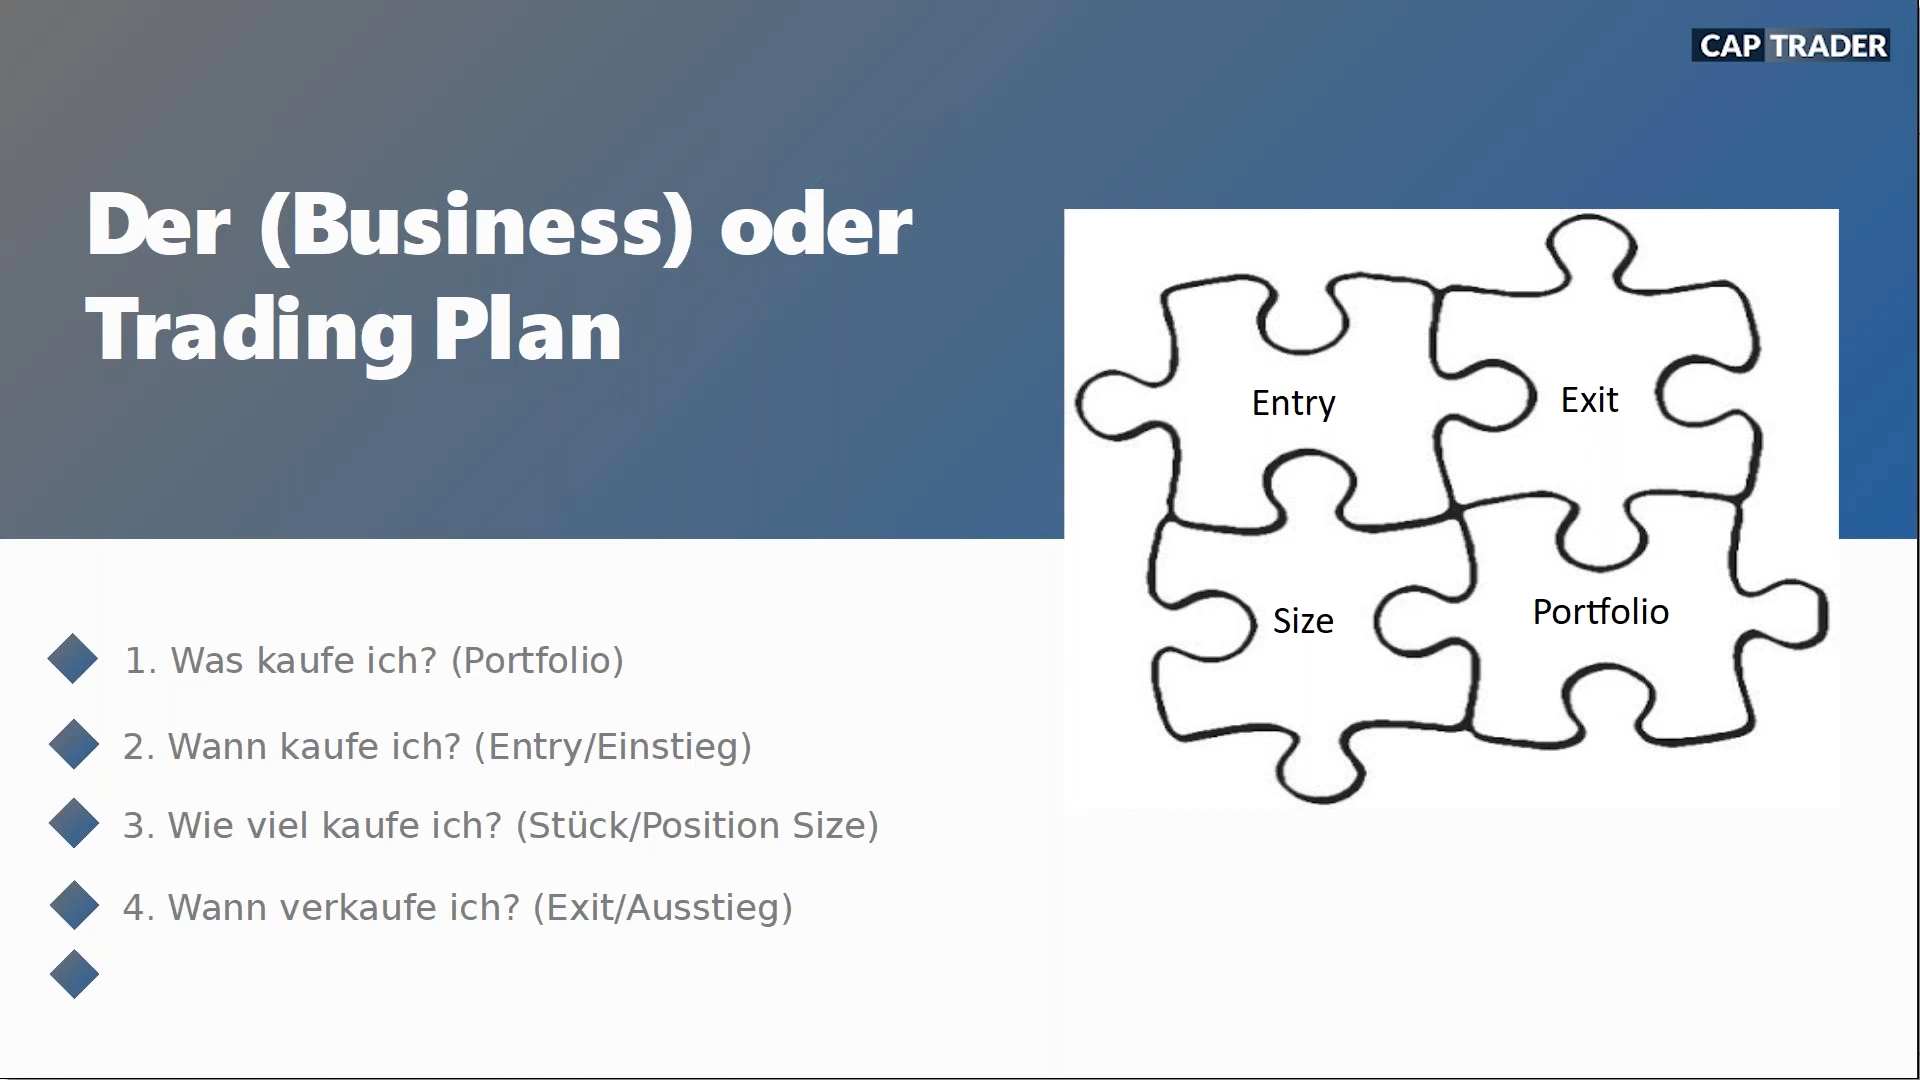 CAP TRADER
Der (Business) oder
Trading Plan
Entry
Exit
Size
Portfolio
1. Was kaufe ich? (Portfolio)
2. Wann kaufe ich? (Entry/Einstieg)
3. Wie viel kaufe ich? (Stück/Position Size)
4. Wann verkaufe ich? (Exit/Ausstieg)